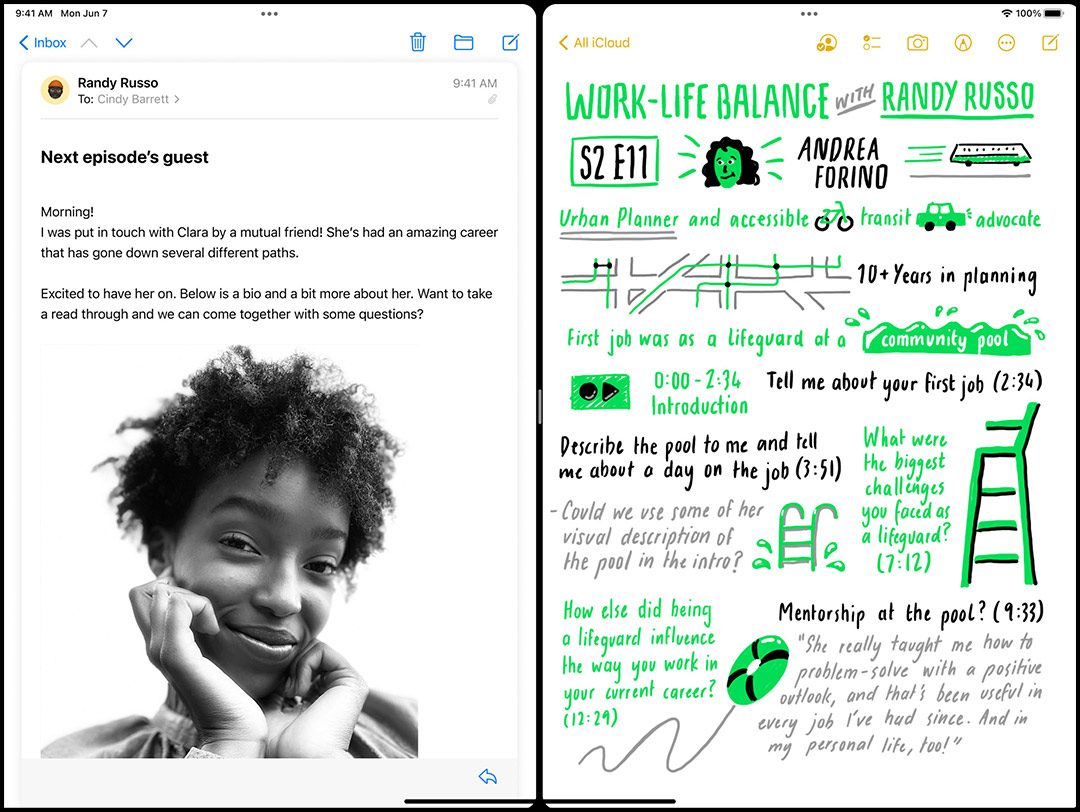 9:41 AM Mon Jun 7
Inbox
Randy Russo
9:41 AM
To: Cindy Barrett
Next episode’s guest
Morning!
I was put in touch with Clara by a mutual friend! She’s had an amazing career
that has gone down several different paths.
Excited to have her on. Below is a bio and a bit more about her. Want to take
a read through and we can come together with some questions?
100%
All iCloud
WORK-LIFE BALANCE WITH RANDY RUSSO
S2 E11
ANDREA
FORINO
Urban Planner and accessible transit advocate
10+ Years in planning
First job was as a lifeguard at a community pool
0:00 - 2:34
Introduction
Tell me about your first job (2:34)
Describe the pool to me and tell
me about a day on the job (3:51)
- Could we use some of her
visual description of
the pool in the intro?
What were
the biggest
challenges
you faced as
a lifeguard?
(7:12)
How else did being
a lifeguard influence
the way you work in
your current career?
(12:29)
Mentorship at the pool? (9:33)
"She really taught me how to
problem-solve with a positive
outlook, and that's been useful in
every job I've had since. And in
my personal life, too!"